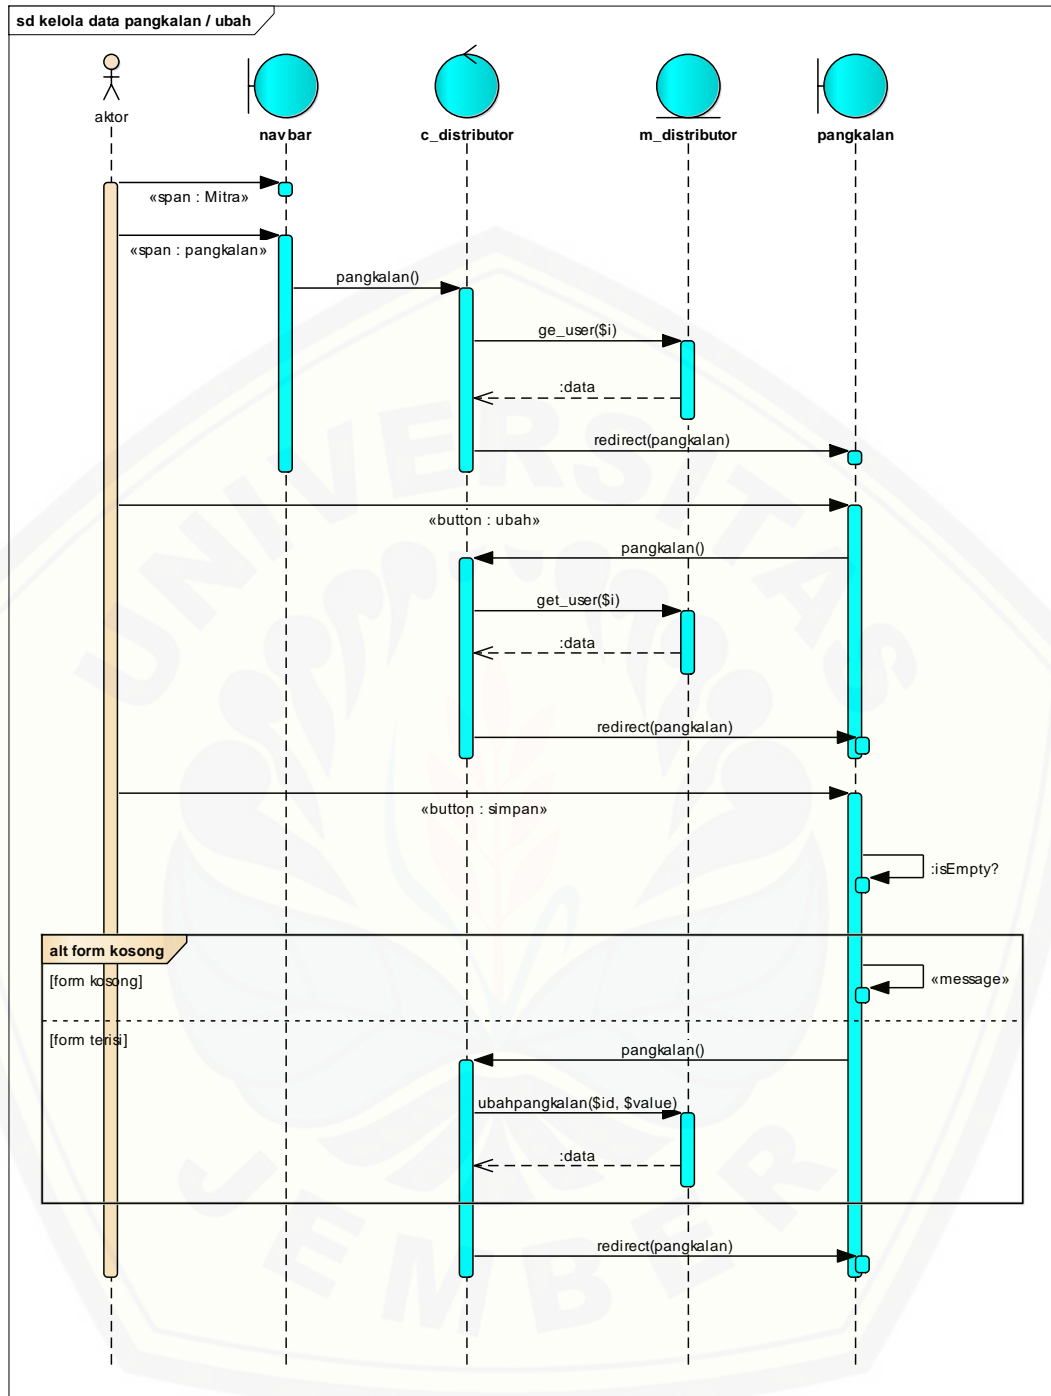 sd kelola data pangkalan / ubah
aktor
navbar
c_distributor
m_distributor
pangkalan
«span : Mitra»
«span : pangkalan»
pangkalan()
ge_user($i)
:data
redirect(pangkalan)
«button : ubah»
pangkalan()
get_user($i)
:data
redirect(pangkalan)
«button : simpan»
:isEmpty?
alt form kosong
[form kosong]
«message»
[form terisi]
pangkalan()
ubahpangkalan($id, $value)
:data
redirect(pangkalan)
UNIVERSITAS
JEMBER